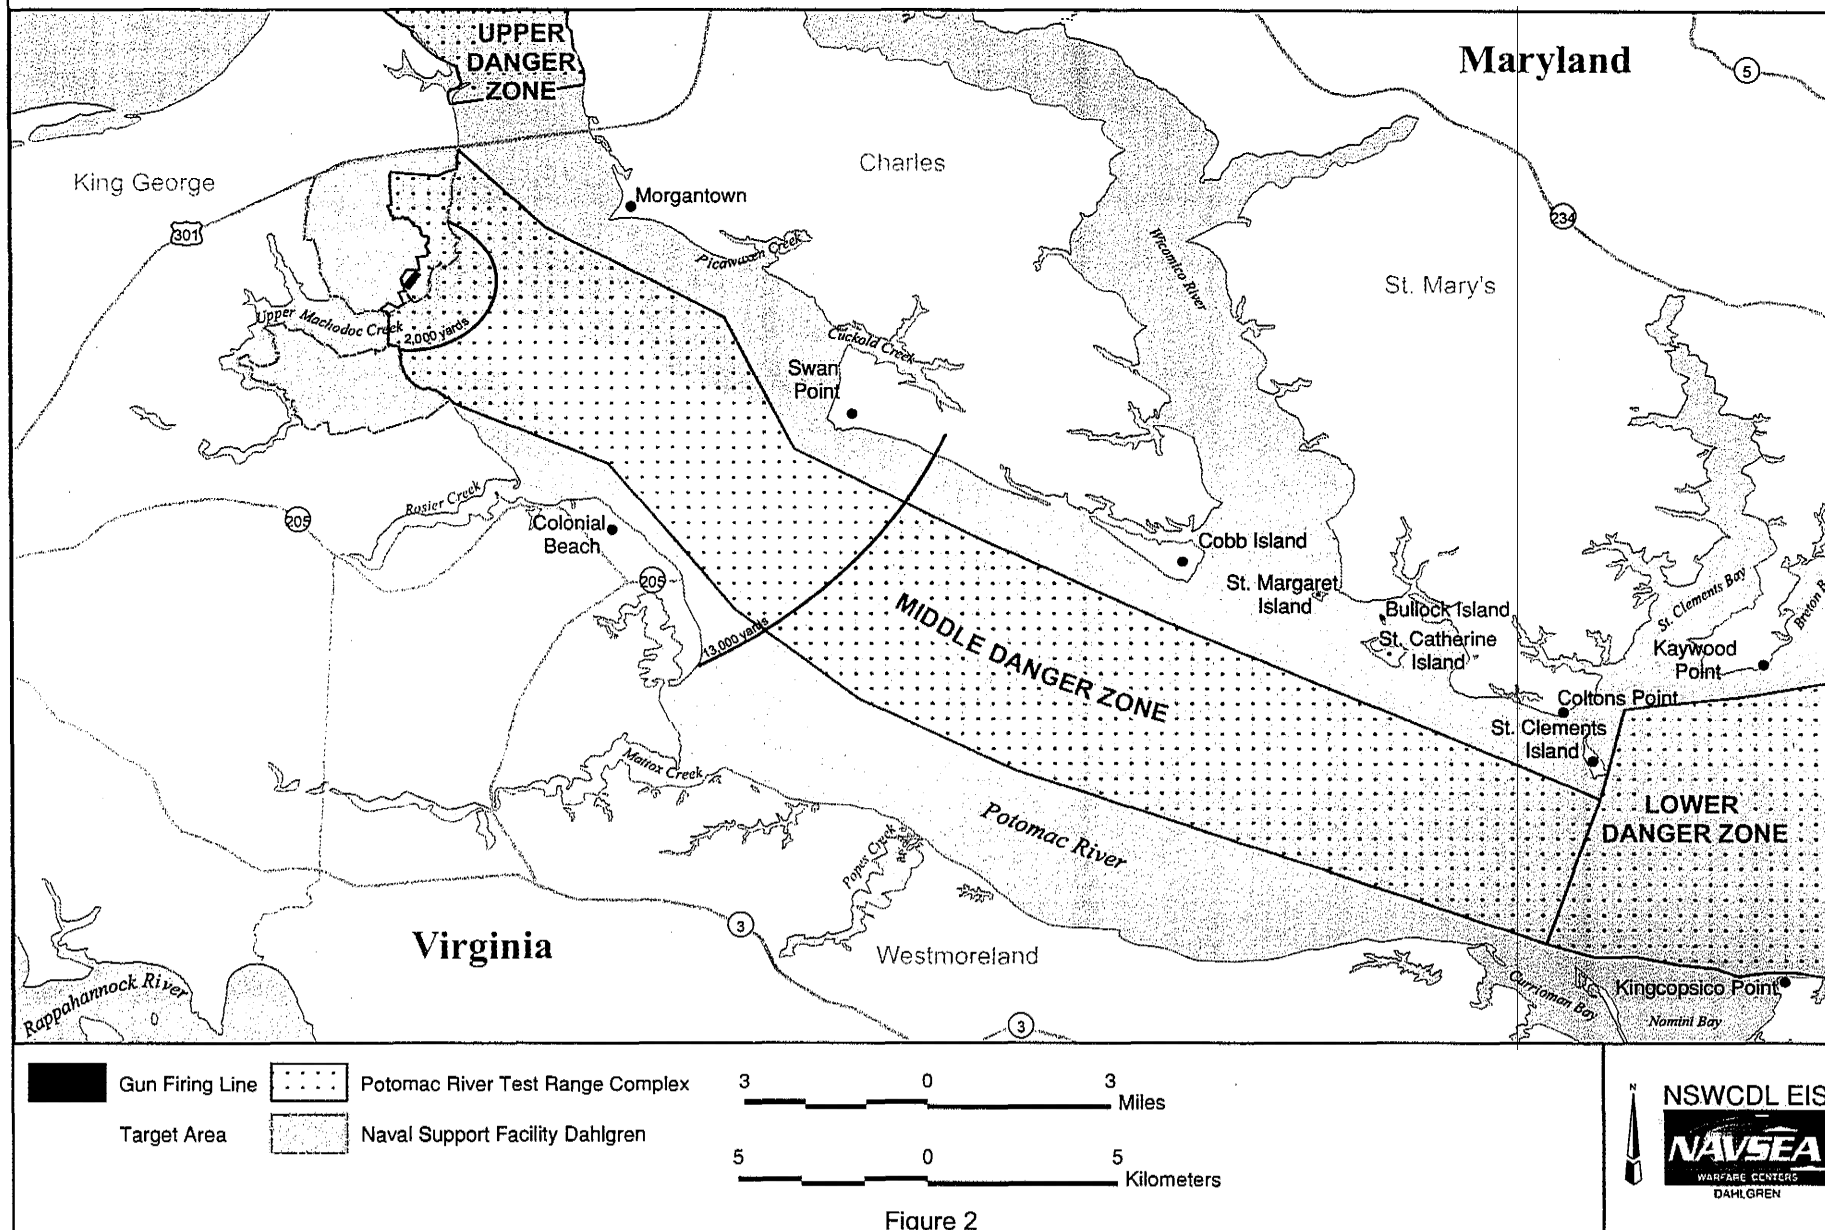 UPPER
DANGER
ZONE
Maryland
5
King George
Charles
Morgantown
301
234
Picawaxen Creek
Wicomico River
St. Mary's
Upper Machodoc Creek
2,000 yards
Cuckold Creek
Swan
Point
Rosier Creek
205
Colonial
Beach
Cobb Island
205
St. Margaret
Island
Bullock Island
St. Clements Bay
St. Catherine
Island
Kaywood
Point
13,000 yards
MIDDLE DANGER ZONE
Coltons Point
St. Clements
Island
Mattox Creek
LOWER
DANGER ZONE
Potomac River
Popes Creek
3
Virginia
Westmoreland
Rappahannock River
Currioman Bay
Kingcopsico Point
Nomini Bay
3
Gun Firing Line
Potomac River Test Range Complex
Target Area
Naval Support Facility Dahlgren
3 0 3
Miles
5 0 5
Kilometers
N
NSWCDL EIS
NAVSEA
WARFARE CENTERS
DAHLGREN
Figure 2